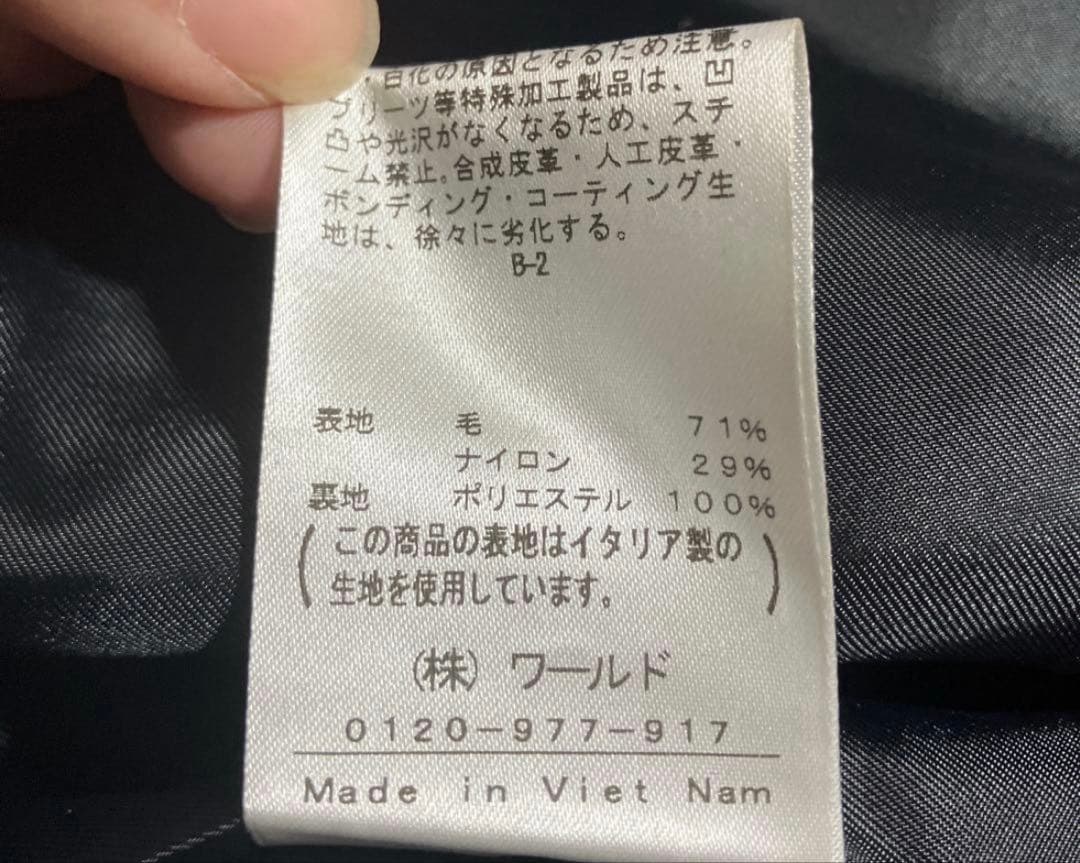 白化の原因となるため注意。
プリーツ等特殊加工製品は、凹
凸や光沢がなくなるため、スチ
ーム禁止。合成皮革・人工皮革・
ボンディング・コーティング生
地は、徐々に劣化する。
B-2
表地 毛 71%
ナイロン 29%
裏地 ポリエステル 100%
(この商品の表地はイタリア製の
生地を使用しています。)
(株) ワールド
0120-977-917
Made in Viet Nam